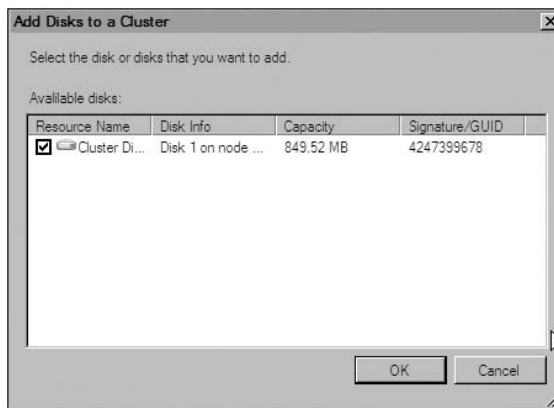 Add Disks to a Cluster
Select the disk or disks that you want to add.
Available disks:
Resource Name Disk Info Capacity Signature/GUID
Cluster Di... Disk 1 on node ... 849.52 MB 4247399678
OK Cancel